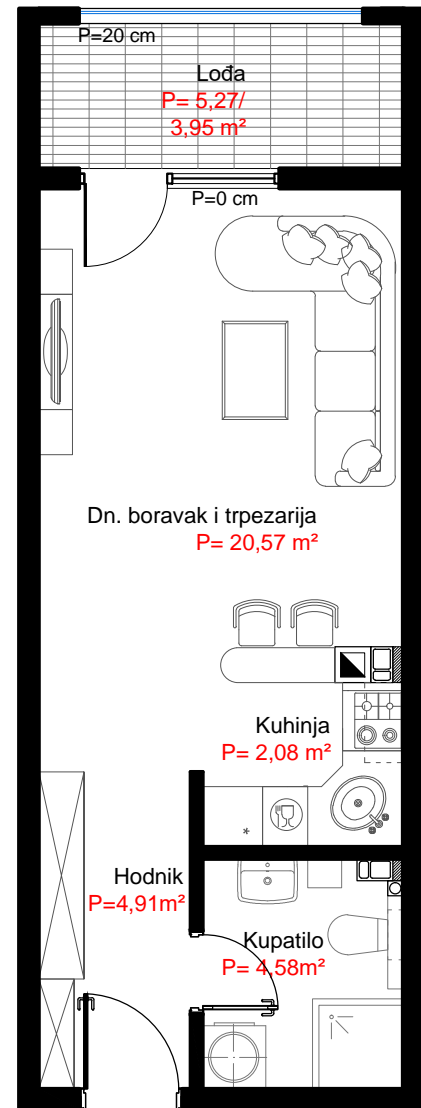 P=20 cm
Lođa
P= 5,27/
3,95 m²
P=0 cm
Dn. boravak i trpezarija
P= 20,57 m²
Kuhinja
P= 2,08 m²
*
Hodnik
P=4,91m²
Kupatilo
P= 4,58m²